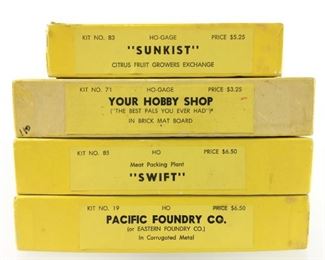 KIT NO. 83 HO-GAGE PRICE $5.25
"SUNKIST"
CITRUS FRUIT GROWERS EXCHANGE
KIT NO. 71 HO-GAGE PRICE $3.25
YOUR HOBBY SHOP
("THE BEST PALS YOU EVER HAD")
IN BRICK MAT BOARD
KIT NO. 85 HO PRICE $6.50
Meat Packing Plant
"SWIFT"
KIT NO. 19 HO PRICE $6.50
PACIFIC FOUNDRY CO.
(or EASTERN FOUNDRY CO.)
In Corrugated Metal